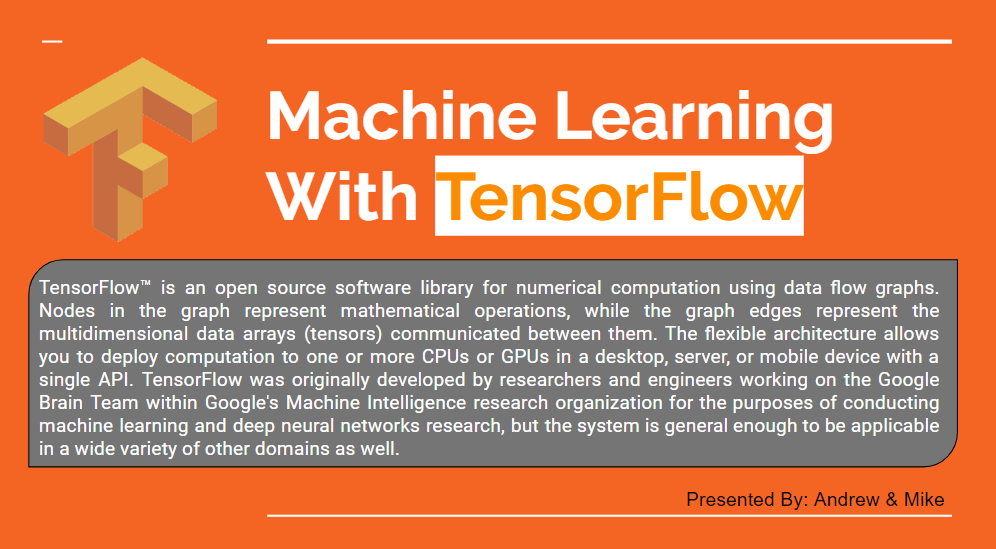 Machine Learning
With TensorFlow
TensorFlow™ is an open source software library for numerical computation using data flow graphs.
Nodes in the graph represent mathematical operations, while the graph edges represent the
multidimensional data arrays (tensors) communicated between them. The flexible architecture allows
you to deploy computation to one or more CPUs or GPUs in a desktop, server, or mobile device with a
single API. TensorFlow was originally developed by researchers and engineers working on the Google
Brain Team within Google's Machine Intelligence research organization for the purposes of conducting
machine learning and deep neural networks research, but the system is general enough to be applicable
in a wide variety of other domains as well.
Presented By: Andrew & Mike